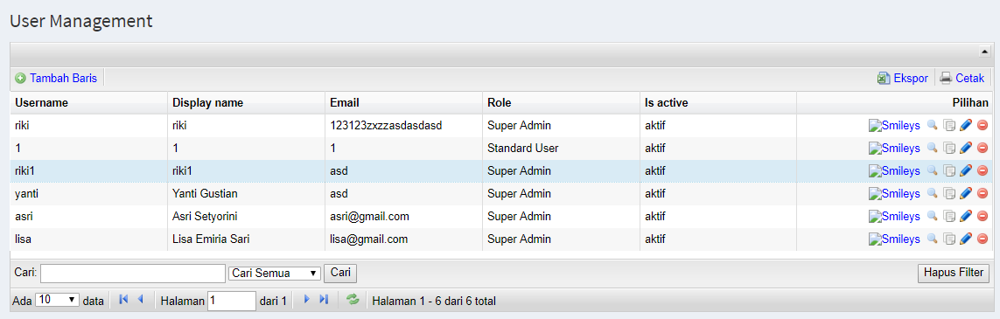 User Management
Tambah Baris Ekspor Cetak
Username Display name Email Role Is active Pilihan
riki riki 123123zxzzasdasdasd Super Admin aktif Smileys
1 1 1 Standard User aktif Smileys
riki1 riki1 asd Super Admin aktif Smileys
yanti Yanti Gustian asd Super Admin aktif Smileys
asri Asri Setyorini asri@gmail.com Super Admin aktif Smileys
lisa Lisa Emiria Sari lisa@gmail.com Super Admin aktif Smileys
Cari: Cari Semua Cari Hapus Filter
Ada 10 data Halaman 1 dari 1 Halaman 1 - 6 dari 6 total